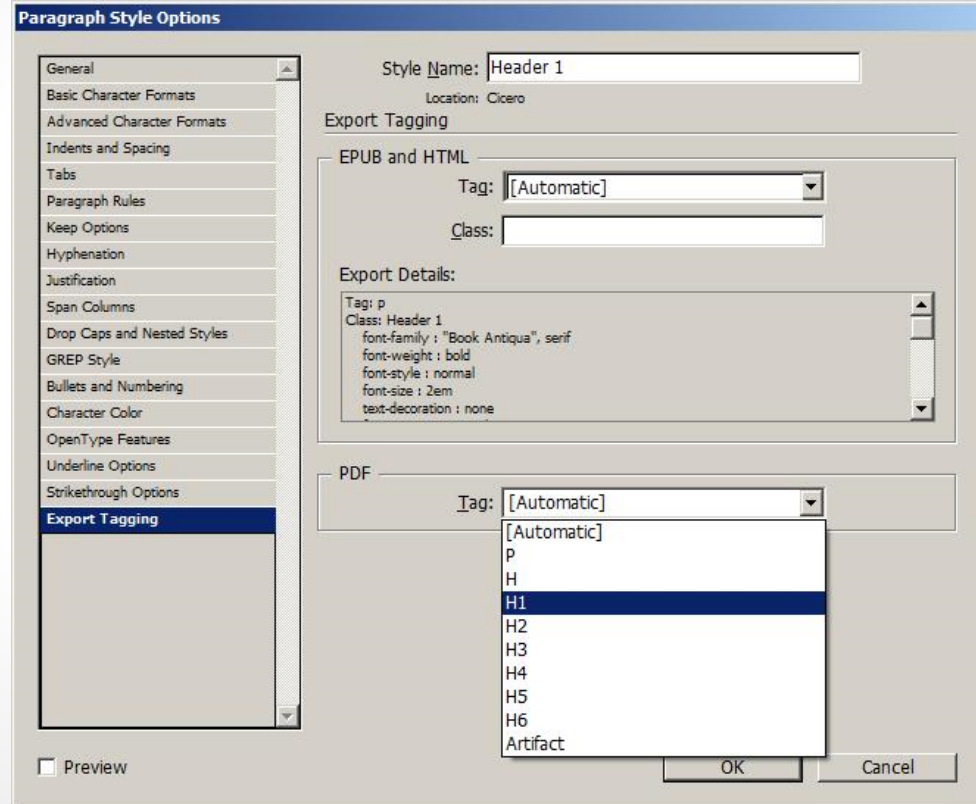 Paragraph Style Options
General
Basic Character Formats
Advanced Character Formats
Indents and Spacing
Tabs
Paragraph Rules
Keep Options
Hyphenation
Justification
Span Columns
Drop Caps and Nested Styles
GREP Style
Bullets and Numbering
Character Color
OpenType Features
Underline Options
Strikethrough Options
Export Tagging
Style Name: Header 1
Location: Cicero
Export Tagging
EPUB and HTML
Tag: [Automatic]
Class:
Export Details:
Tag: p
Class: Header 1
font-family : "Book Antiqua", serif
font-weight : bold
font-style : normal
font-size : 2em
text-decoration : none
PDF
Tag: [Automatic]
[Automatic]
P
H
H1
H2
H3
H4
H5
H6
Artifact
Preview
OK
Cancel